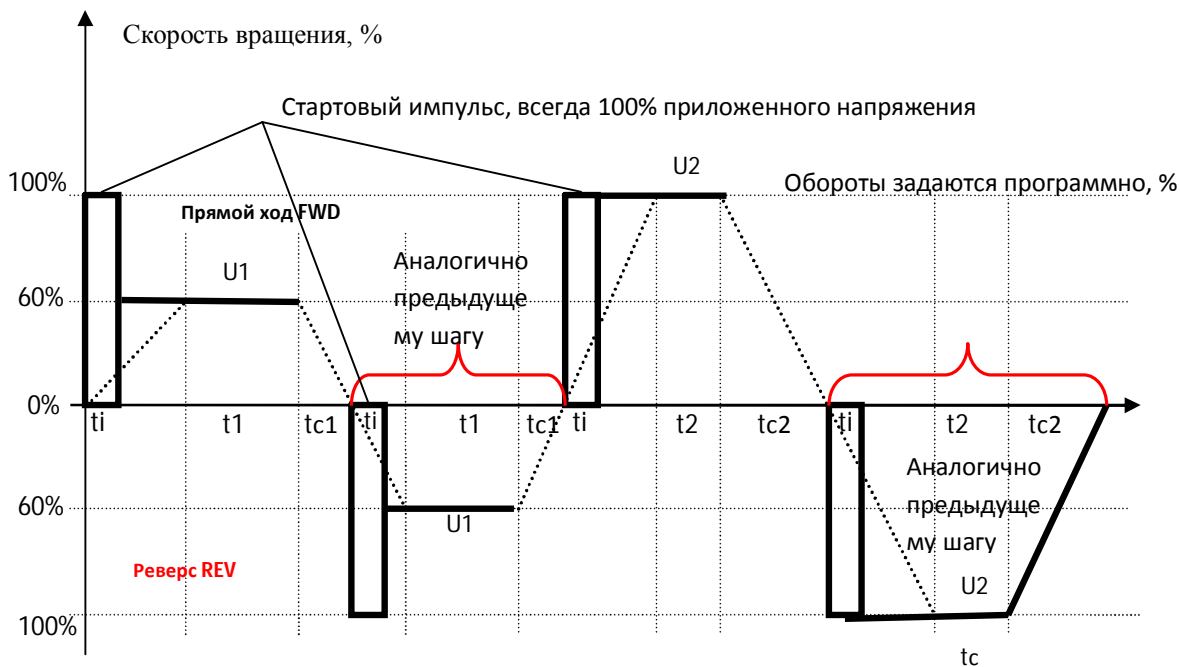 Скорость вращения, %
Стартовый импульс, всегда 100% приложенного напряжения
U2
100%
Обороты задаются программно, %
Прямой ход FWD
U1
Аналогично
предыдуще
му шагу
60%
0%
ti
t1
tc1
ti
t1
tc1
ti
t2
tc2
ti
t2
tc2
Аналогично
предыдуще
му шагу
60%
U1
Реверс REV
U2
100%
tc